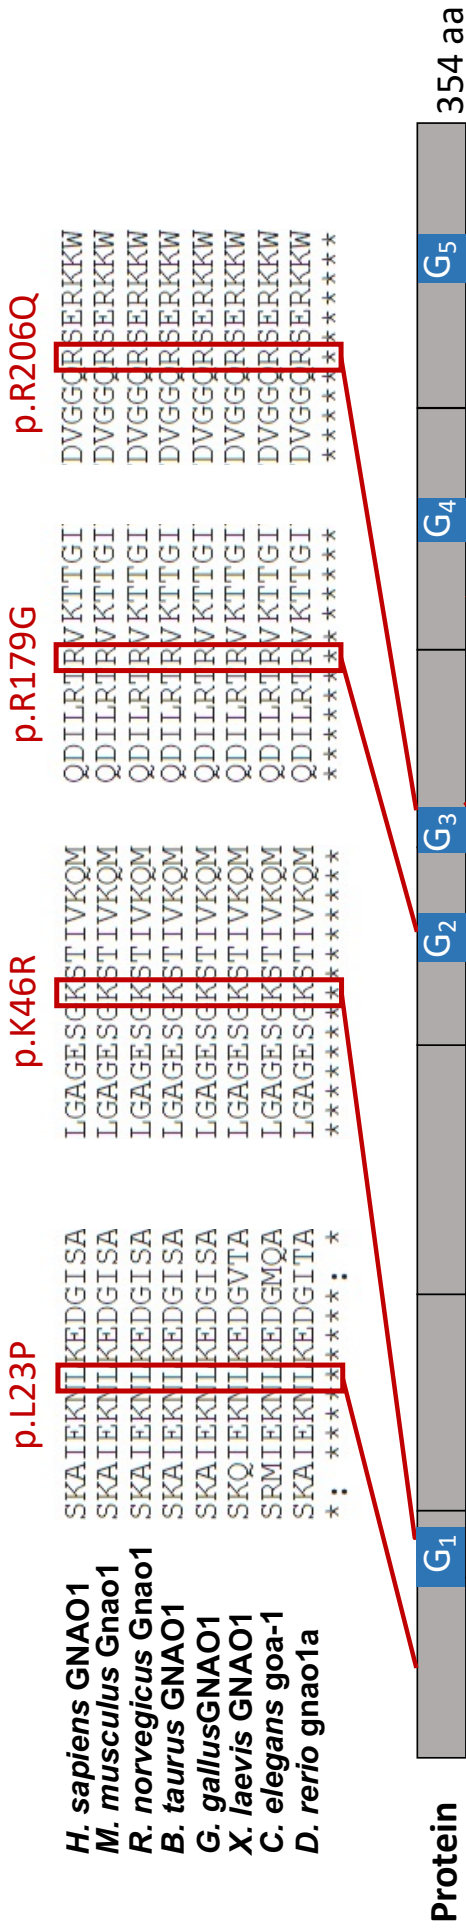 p.L23P p.K46R p.R179G p.R206Q
H. sapiens GNAO1 SKAIEKNLKEDGISA LGAGESGKSTIVKQM QDILRTRVKTTGI DVGGQRSERKKW
M. musculus Gnao1 SKAIEKNLKEDGISA LGAGESGKSTIVKQM QDILRTRVKTTGI DVGGQRSERKKW
R. norvegicus Gnao1 SKAIEKNLKEDGISA LGAGESGKSTIVKQM QDILRTRVKTTGI DVGGQRSERKKW
B. taurus GNAO1 SKAIEKNLKEDGISA LGAGESGKSTIVKQM QDILRTRVKTTGI DVGGQRSERKKW
G. gallusGNAO1 SKAIEKNLKEDGISA LGAGESGKSTIVKQM QDILRTRVKTTGI DVGGQRSERKKW
X. laevis GNAO1 SKQIEKNLKEDGVTA LGAGESGKSTIVKQM QDILRTRVKTTGI DVGGQRSERKKW
C. elegans goa-1 SRMIEKNLKEDGMQA LGAGESGKSTIVKQM QDILRTRVKTTGI DVGGQRSERKKW
D. rerio gnao1a SKAIEKNLKEDGITA LGAGESGKSTIVKQM QDILRTRVKTTGI DVGGQRSERKKW
*: *********: * *************** ************* ************
Protein G1 G2 G3 G4 G5 354 aa